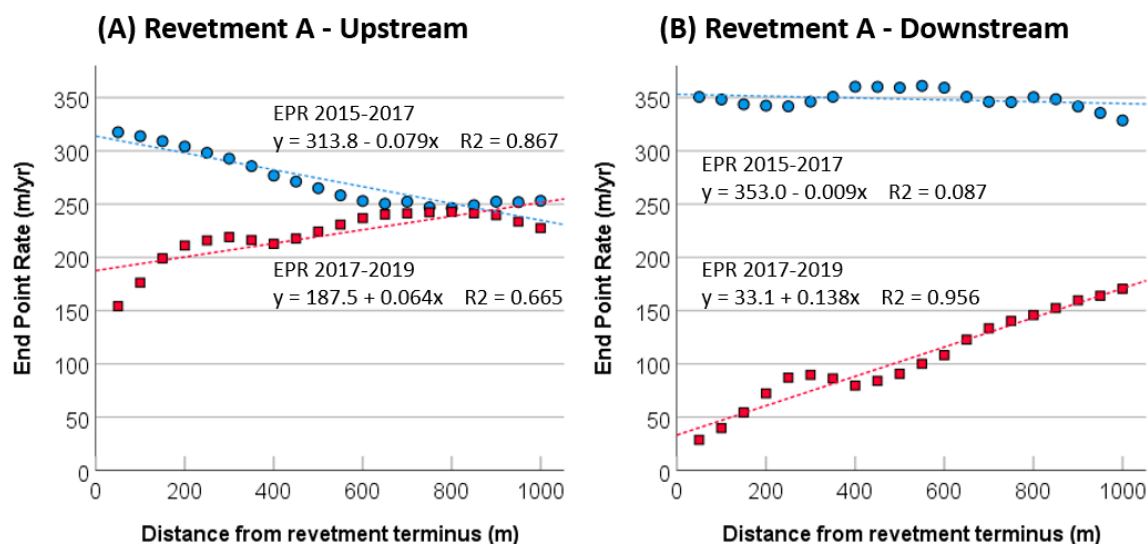 (A) Revetment A - Upstream
350
300
250
200
150
100
50
0
End Point Rate (m/yr)
EPR 2015-2017
y = 313.8 - 0.079x R2 = 0.867
EPR 2017-2019
y = 187.5 + 0.064x R2 = 0.665
0 200 400 600 800 1000
Distance from revetment terminus (m)
(B) Revetment A - Downstream
350
300
250
200
150
100
50
0
End Point Rate (m/yr)
EPR 2015-2017
y = 353.0 - 0.009x R2 = 0.087
EPR 2017-2019
y = 33.1 + 0.138x R2 = 0.956
0 200 400 600 800 1000
Distance from revetment terminus (m)